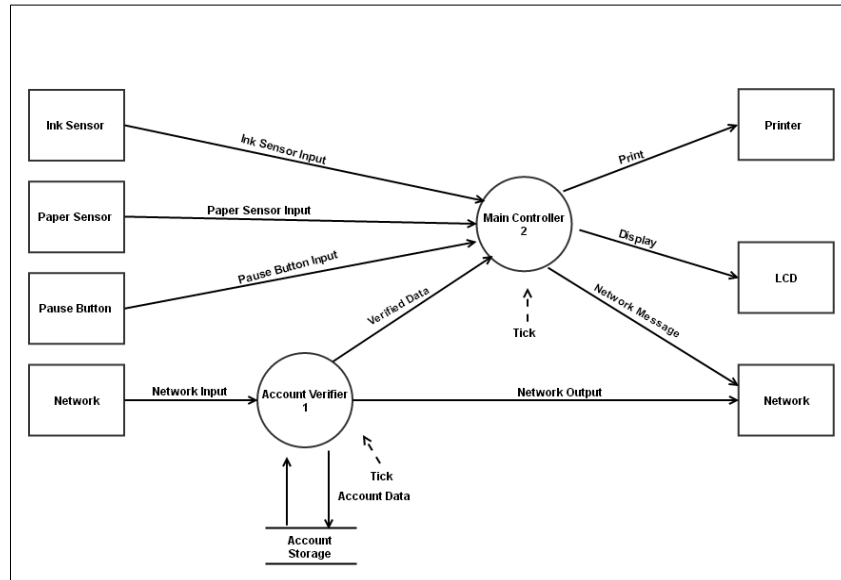 Ink Sensor
Ink Sensor Input
Print
Printer
Paper Sensor
Paper Sensor Input
Main Controller
2
Display
LCD
Pause Button
Pause Button Input
Verified Data
Tick
Network Message
Network
Network Input
Account Verifier
1
Network Output
Network
Tick
Account Data
Account
Storage